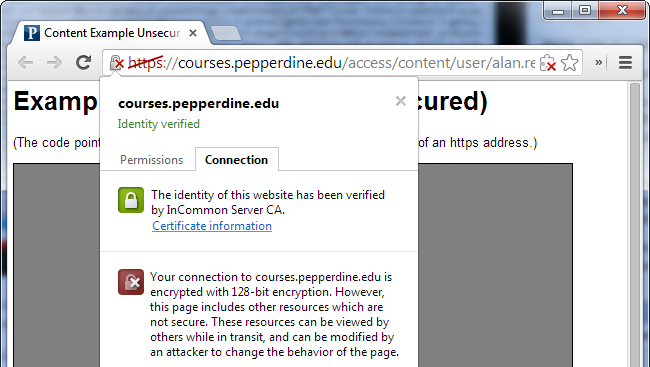 Content Example Unsecur
https://courses.pepperdine.edu/access/content/user/alan.re
Examp cured)
courses.pepperdine.edu
Identity verified
(The code point of an https address.)
Permissions Connection
The identity of this website has been verified
by InCommon Server CA.
Certificate information
Your connection to courses.pepperdine.edu is
encrypted with 128-bit encryption. However,
this page includes other resources which are
not secure. These resources can be viewed by
others while in transit, and can be modified by
an attacker to change the behavior of the page.